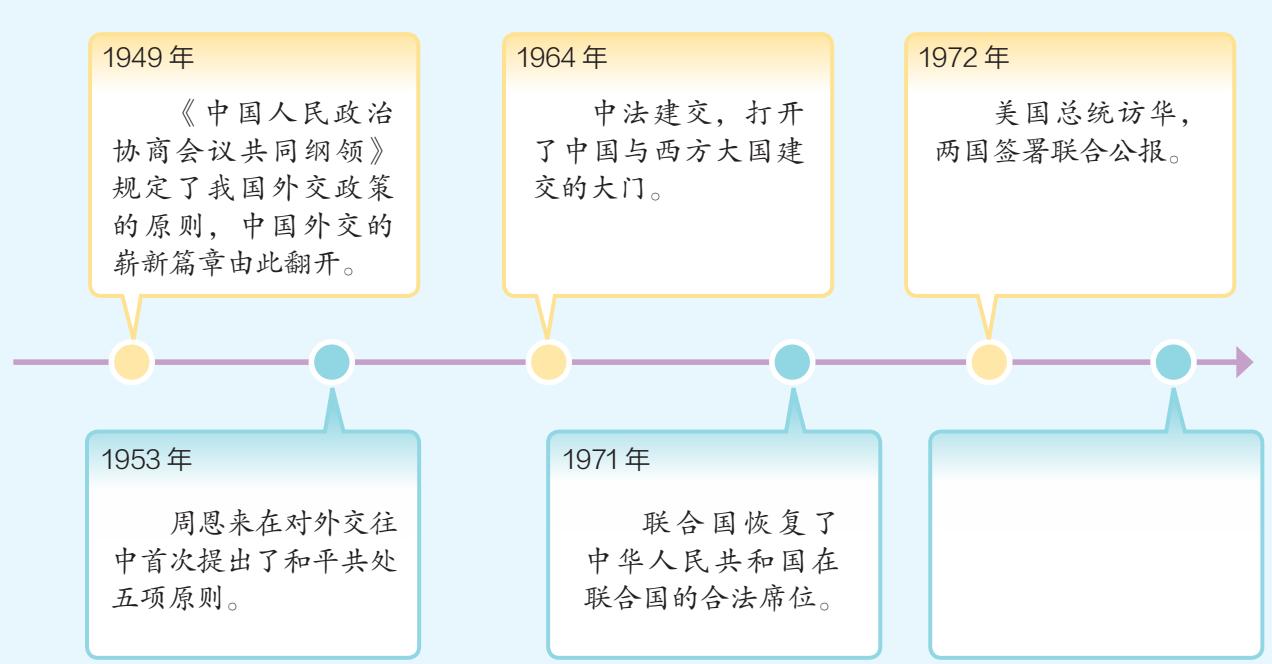 1949 年
《中国人民政治
协商会议共同纲领》
规定了我国外交政策
的原则，中国外交的
崭新篇章由此翻开。
1964 年
中法建交，打开
了中国与西方大国建
交的大门。
1972 年
美国总统访华，
两国签署联合公报。
1953 年
周恩来在对外交往
中首次提出了和平共处
五项原则。
1971 年
联合国恢复了
中华人民共和国在
联合国的合法席位。